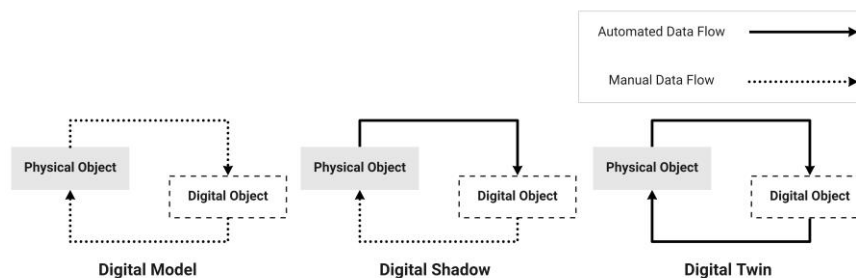 Automated Data Flow
Manual Data Flow
Physical Object
Digital Object
Digital Model
Physical Object
Digital Object
Digital Shadow
Physical Object
Digital Object
Digital Twin